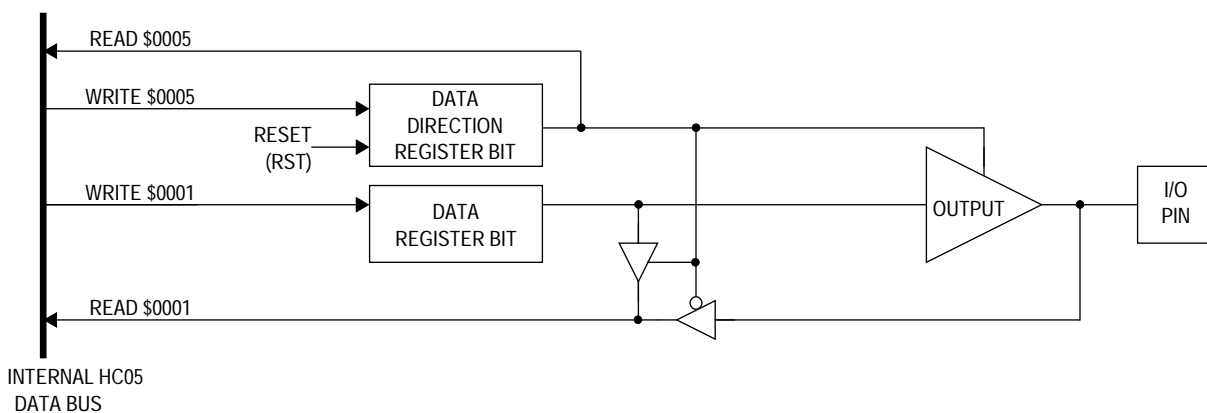 READ $0005
WRITE $0005
DATA
DIRECTION
REGISTER BIT
RESET
(RST)
WRITE $0001
DATA
REGISTER BIT
OUTPUT
I/O
PIN
READ $0001
INTERNAL HC05
DATA BUS